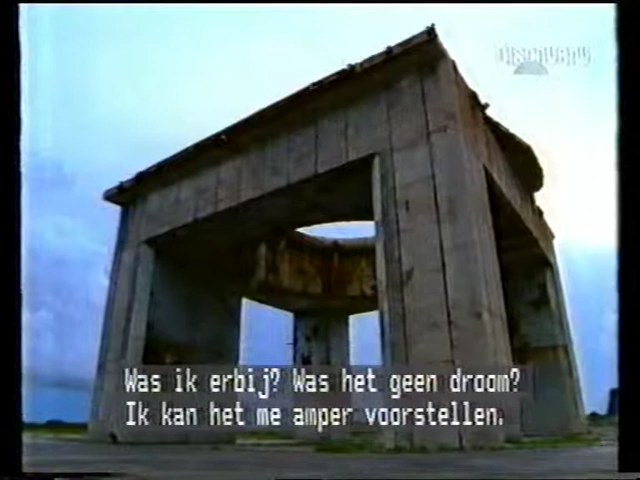 DISCOVERY
Was ik erbij? Was het geen droom?
Ik kan het me amper voorstellen.